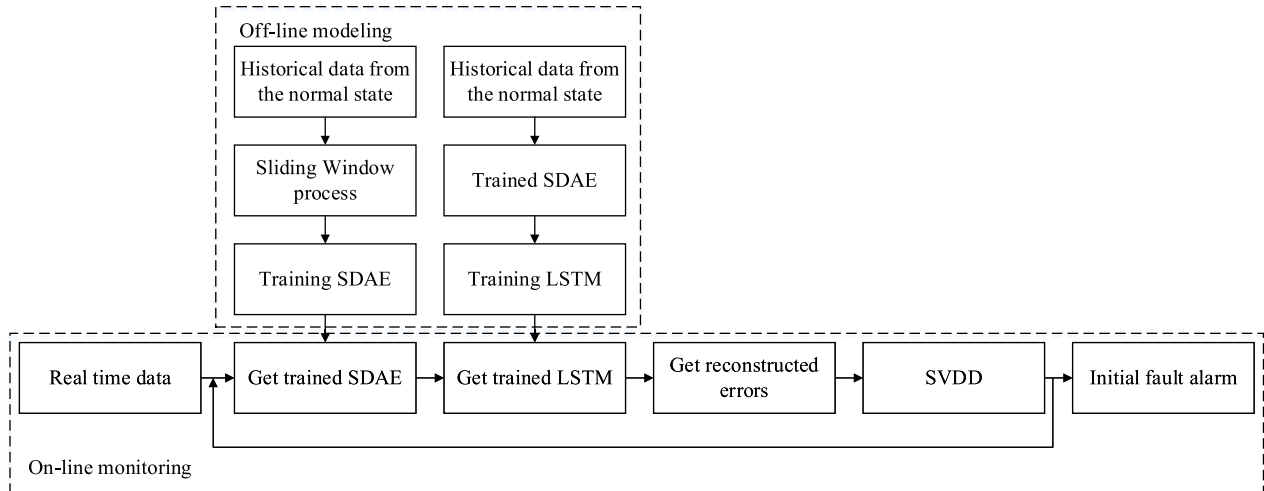 Off-line modeling
Historical data from
the normal state
Historical data from
the normal state
Sliding Window
process
Trained SDAE
Training SDAE
Training LSTM
Real time data
Get trained SDAE
Get trained LSTM
Get reconstructed
errors
SVDD
Initial fault alarm
On-line monitoring